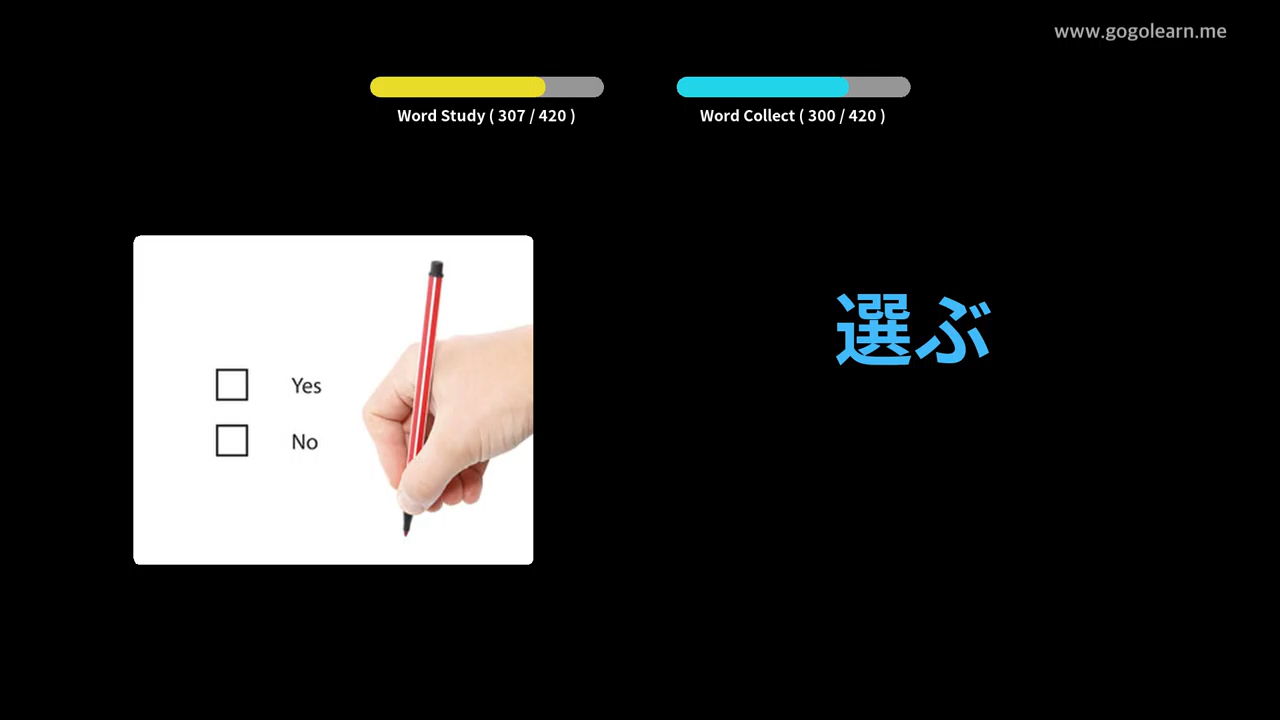 www.gogolearn.me
Word Study ( 307 / 420 )
Word Collect ( 300 / 420 )
選ぶ
Yes
No